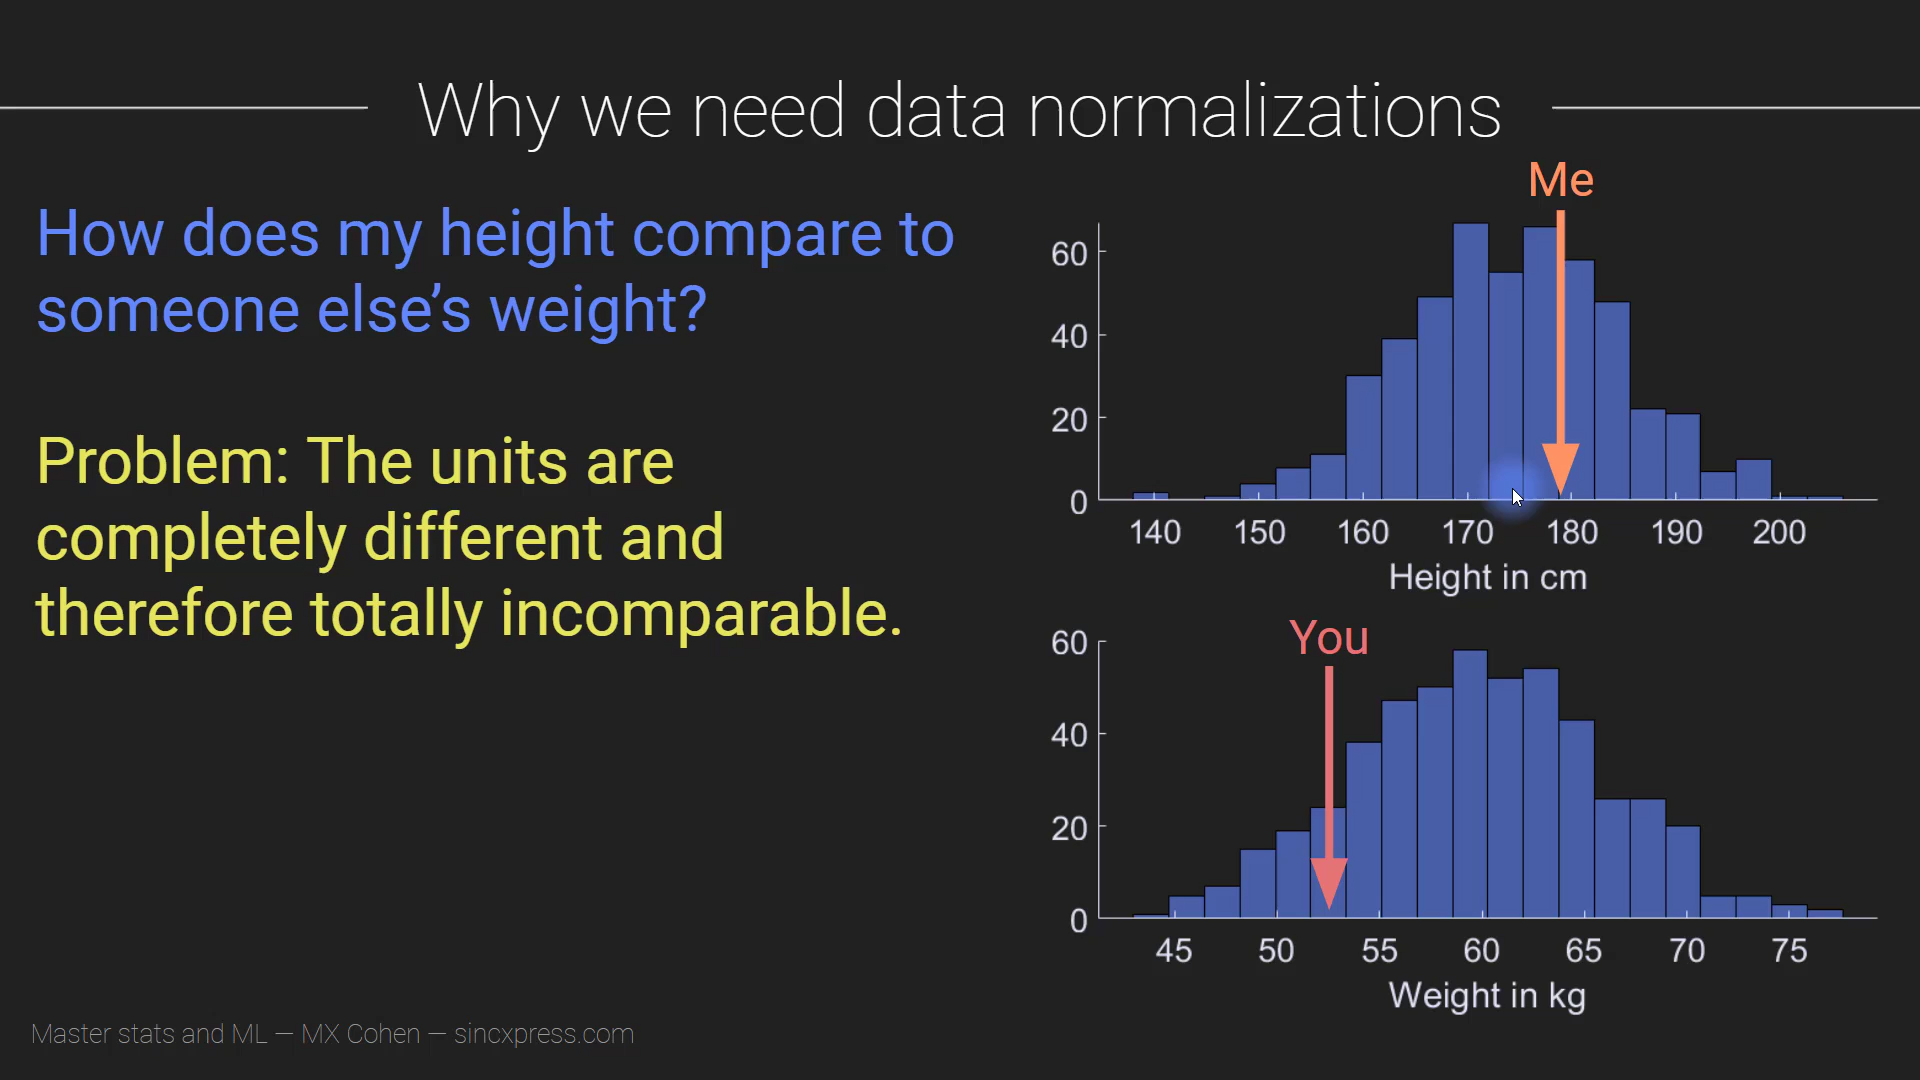 Why we need data normalizations
How does my height compare to
someone else’s weight?
Problem: The units are
completely different and
therefore totally incomparable.
Me
60
40
20
0
140 150 160 170 180 190 200
Height in cm
You
60
40
20
0
45 50 55 60 65 70 75
Weight in kg
Master stats and ML — MX Cohen — sincxpress.com